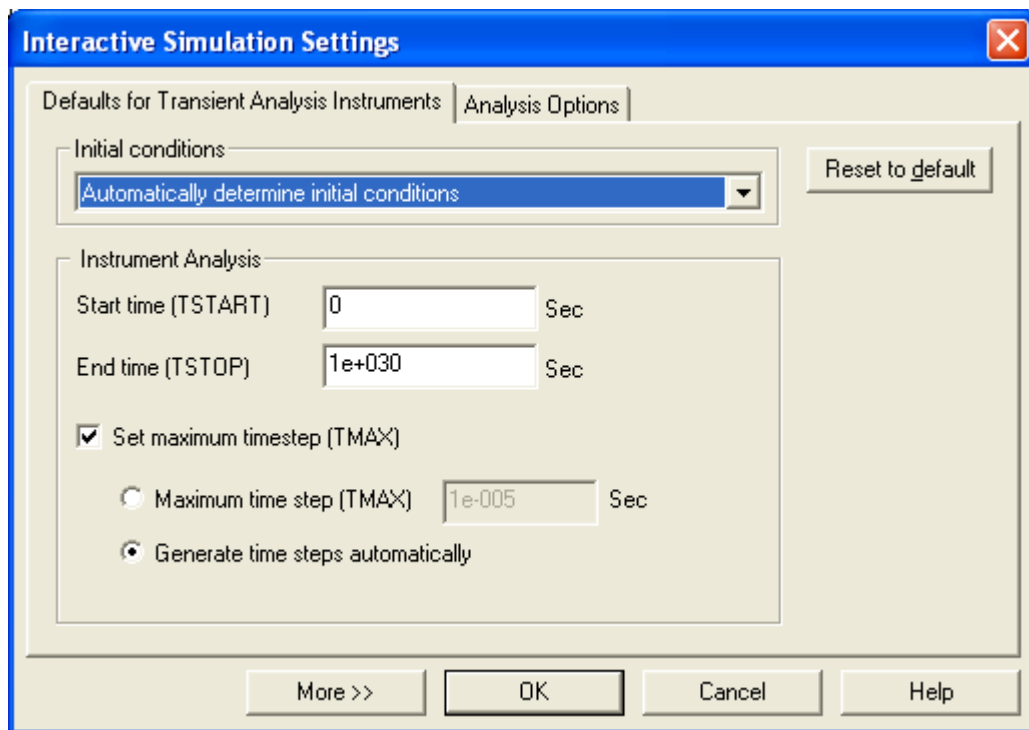 Interactive Simulation Settings
Defaults for Transient Analysis Instruments
Analysis Options
Initial conditions
Automatically determine initial conditions
Reset to default
Instrument Analysis
Start time (TSTART) 0 Sec
End time (TSTOP) 1e+030 Sec
Set maximum timestep (TMAX)
Maximum time step (TMAX) 1e-005 Sec
Generate time steps automatically
More >> OK Cancel Help